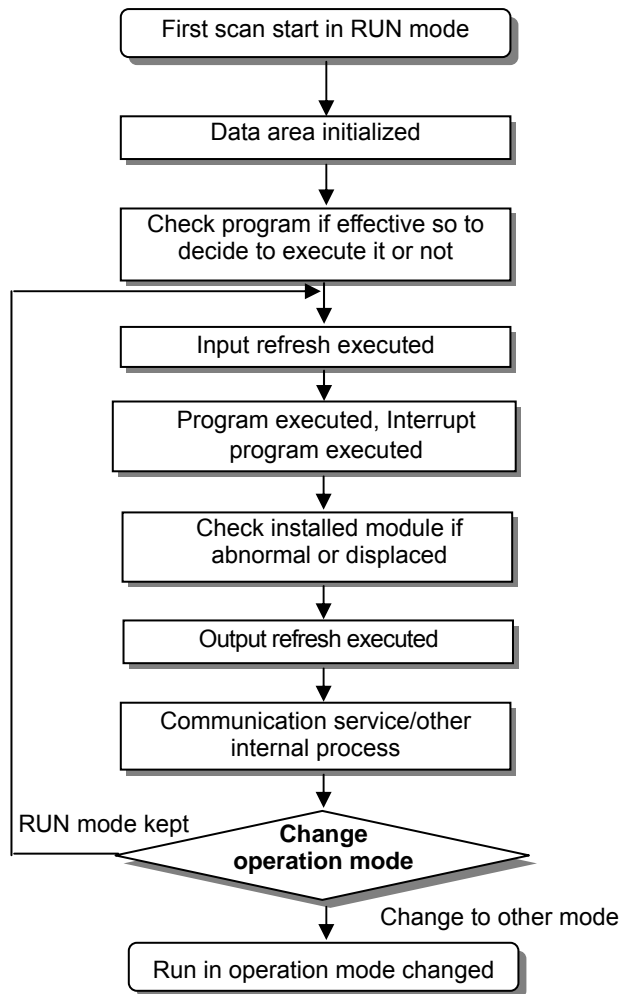 First scan start in RUN mode
Data area initialized
Check program if effective so to
decide to execute it or not
Input refresh executed
Program executed, Interrupt
program executed
Check installed module if
abnormal or displaced
Output refresh executed
Communication service/other
internal process
RUN mode kept
Change
operation mode
Change to other mode
Run in operation mode changed